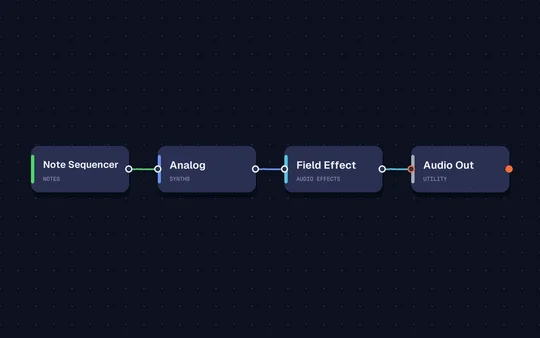 Note Sequencer
NOTES
Analog
SYNTHS
Field Effect
AUDIO EFFECTS
Audio Out
UTILITY